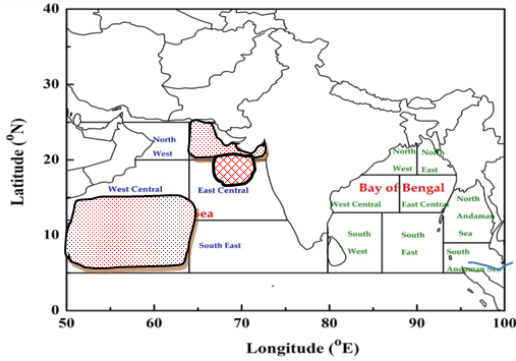 40
30
20
10
0
Latitude (⁰N)
North
West
North
West
North
East
West Central
East Central
Bay of Bengal
West Central
East Central
Sea
North
Andaman
Sea
South East
South
West
South
East
South
Andaman Sea
50
60
70
80
90
100
Longitude (⁰E)